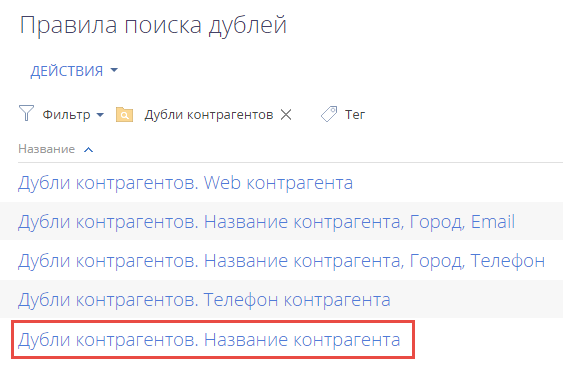 Правила поиска дублей
ДЕЙСТВИЯ
Фильтр Дубли контрагентов Тег
Название
Дубли контрагентов. Web контрагента
Дубли контрагентов. Название контрагента, Город, Email
Дубли контрагентов. Название контрагента, Город, Телефон
Дубли контрагентов. Телефон контрагента
Дубли контрагентов. Название контрагента